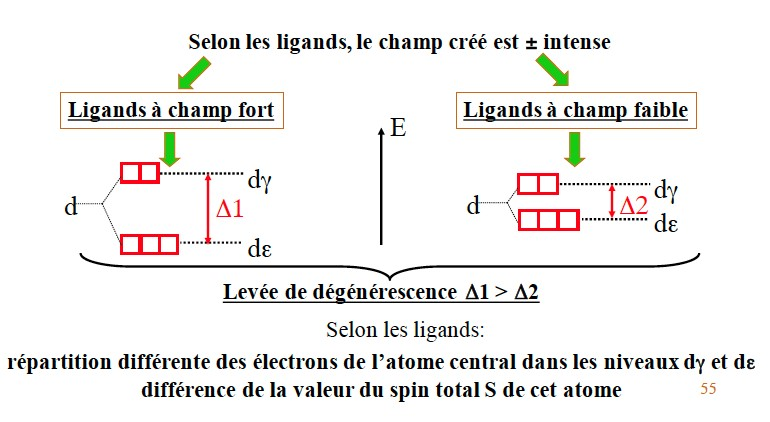 Selon les ligands, le champ créé est ± intense
Ligands à champ fort
Ligands à champ faible
E
dγ
d
Δ1
dε
dγ
d
Δ2
dε
Levée de dégénérescence Δ1 > Δ2
Selon les ligands:
répartition différente des électrons de l’atome central dans les niveaux dγ et dε
différence de la valeur du spin total S de cet atome
55